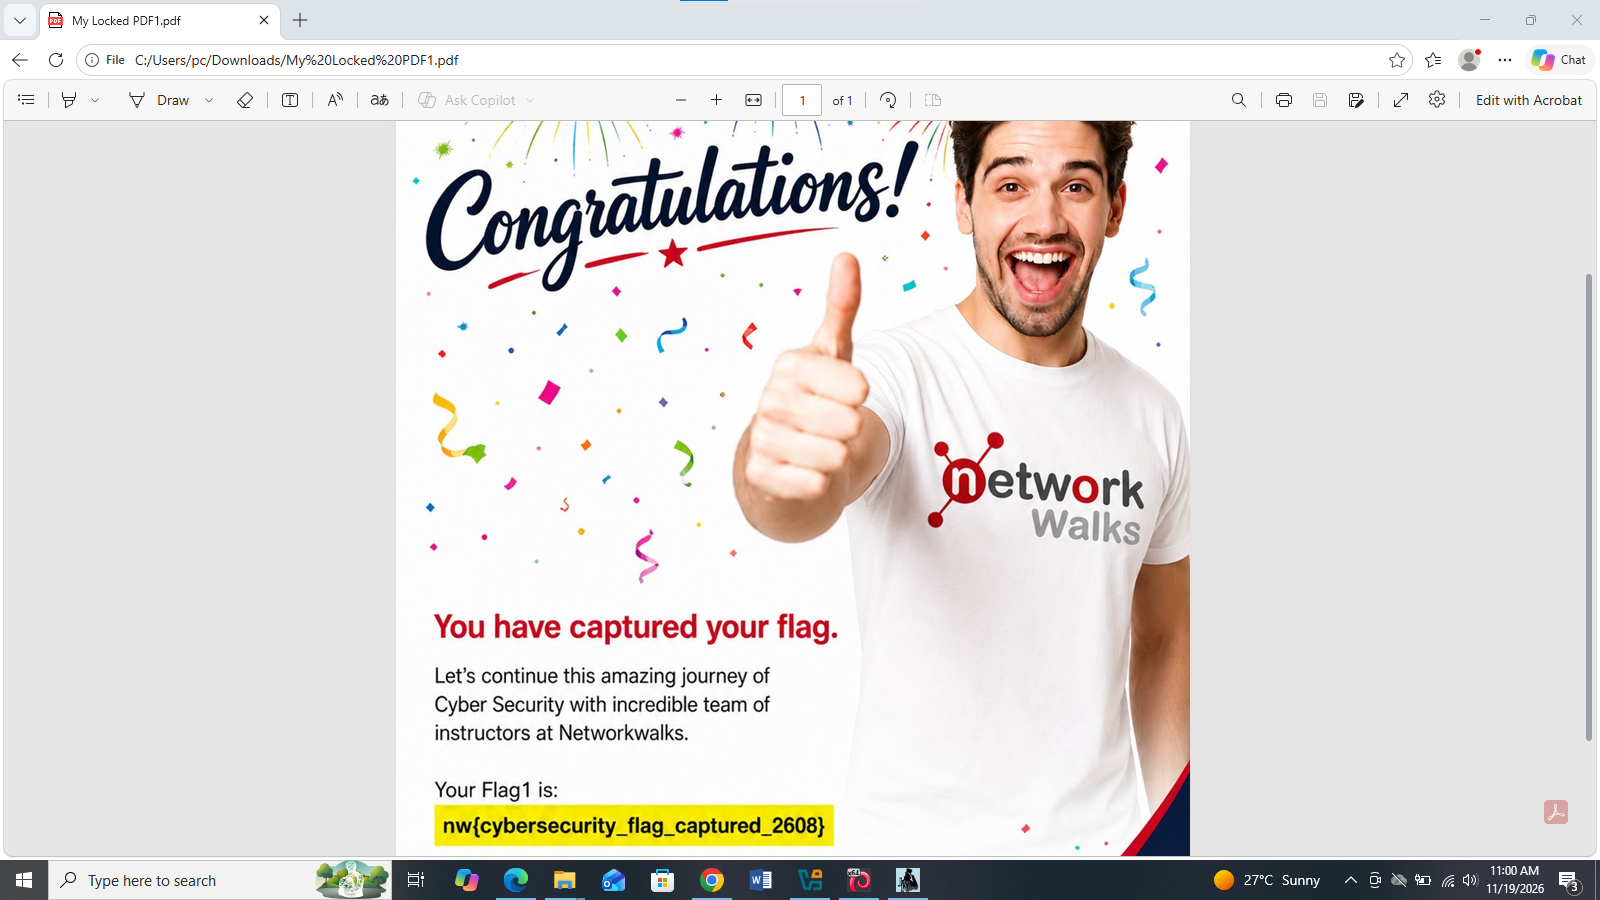 My Locked PDF1.pdf
File C:/Users/pc/Downloads/My%20Locked%20PDF1.pdf
Chat
Draw
Ask Copilot
1 of 1
Edit with Acrobat
Congratulations!
network
Walks
You have captured your flag.
Let's continue this amazing journey of
Cyber Security with incredible team of
instructors at Networkwalks.
Your Flag1 is:
nw{cybersecurity_flag_captured_2608}
Type here to search
27°C Sunny
11:00 AM
11/19/2026
3